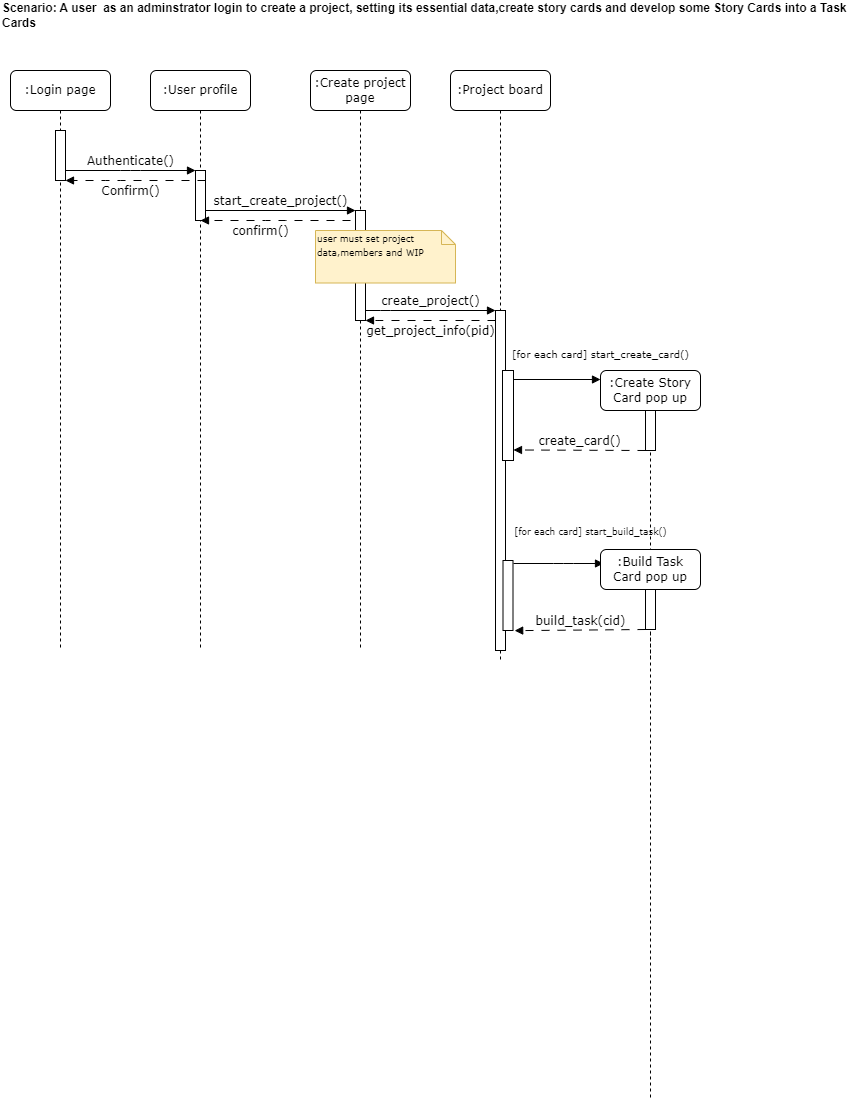 Scenario: A user  as an adminstrator login to create a project, setting its essential data,create story cards and develop some Story Cards into a Task
Cards
:Login page
:User profile
:Create project
page
:Project board
Authenticate()
Confirm()
start_create_project()
confirm()
user must set project
data,members and WIP
create_project()
get_project_info(pid)
[for each card] start_create_card()
:Create Story
Card pop up
create_card()
[for each card] start_build_task()
:Build Task
Card pop up
build_task(cid)